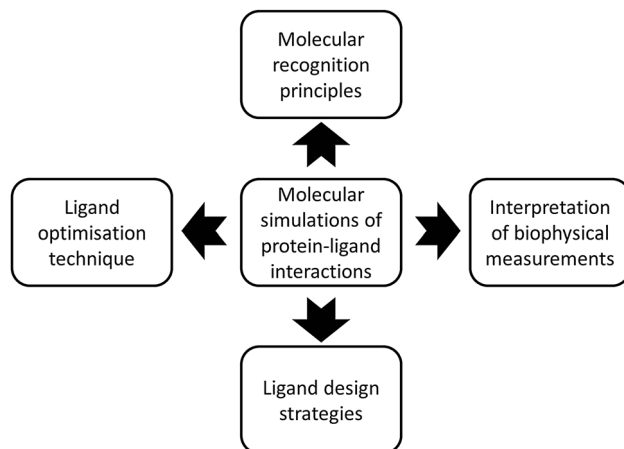 Molecular
recognition
principles
Ligand
optimisation
technique
Molecular
simulations of
protein-ligand
interactions
Interpretation
of biophysical
measurements
Ligand design
strategies